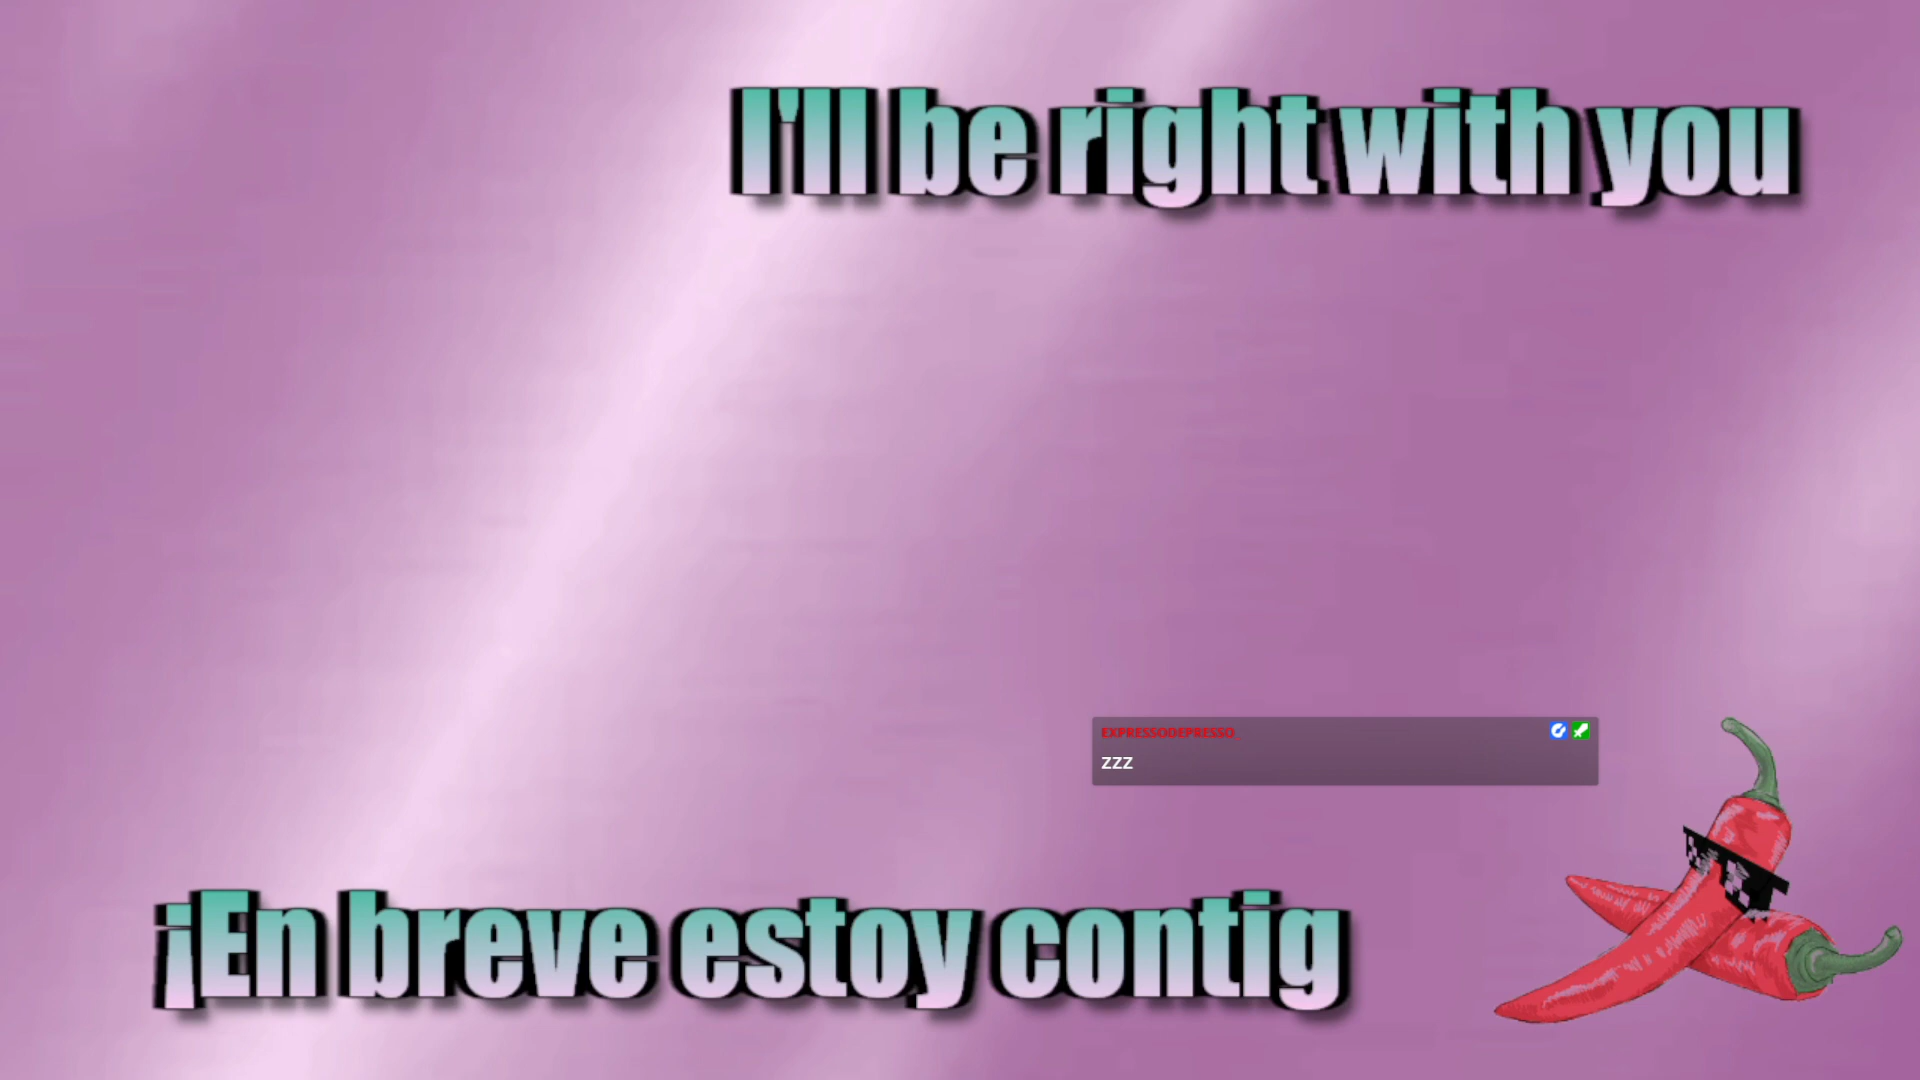 I'll be right with you
EXPRESSODEPRESSO
zzz
¡En breve estoy contig